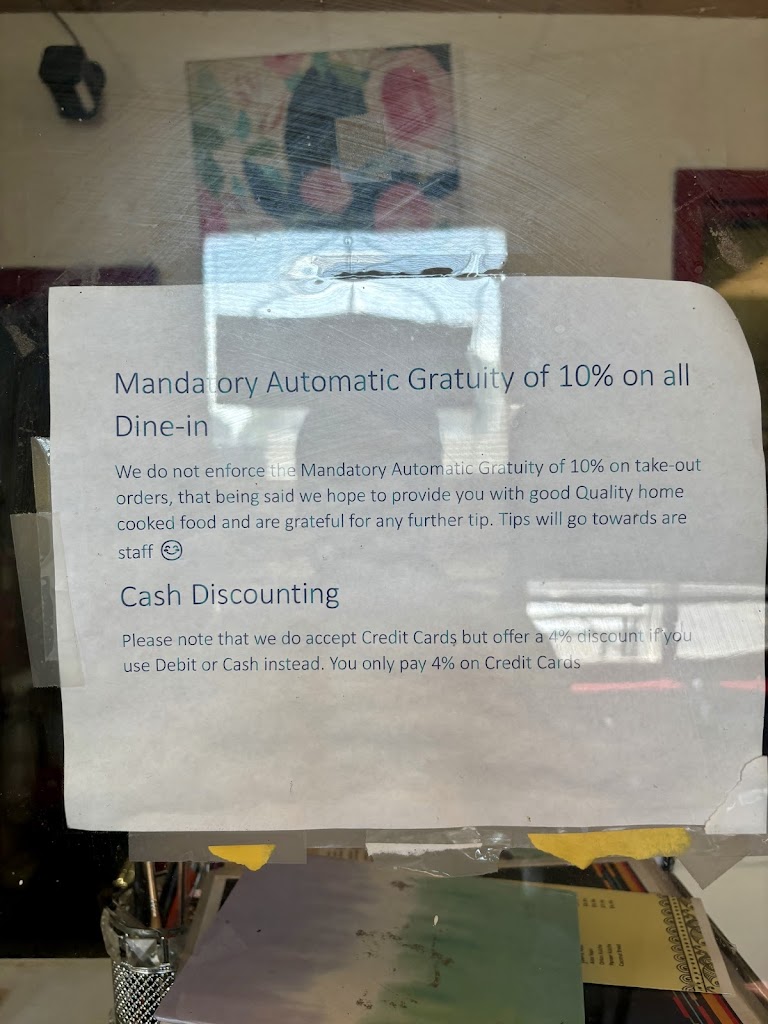 Mandatory Automatic Gratuity of 10% on all
Dine-in
We do not enforce the Mandatory Automatic Gratuity of 10% on take-out
orders, that being said we hope to provide you with good Quality home
cooked food and are grateful for any further tip. Tips will go towards are
staff 😊
Cash Discounting
Please note that we do accept Credit Cards but offer a 4% discount if you
use Debit or Cash instead. You only pay 4% on Credit Cards